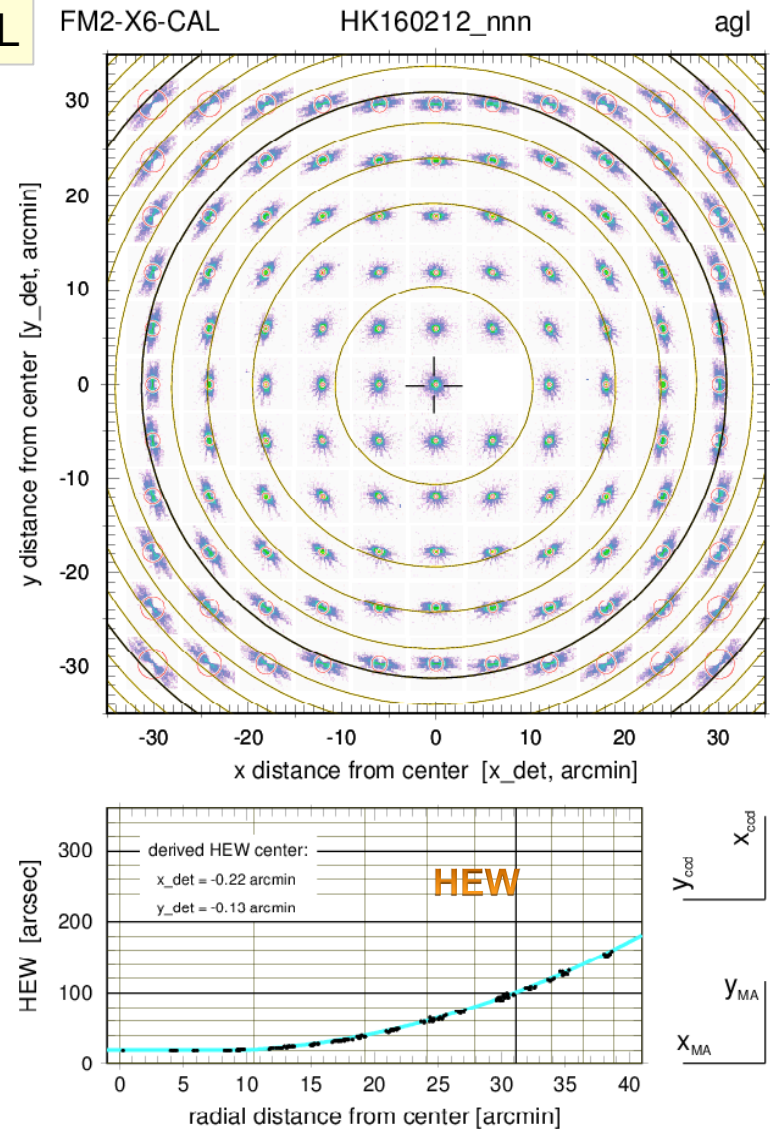 L
FM2-X6-CAL HK160212_nnn agl
30
20
10
0
-10
-20
-30
y distance from center [y_det, arcmin]
-30 -20 -10 0 10 20 30
x distance from center [x_det, arcmin]
300
200
100
0
HEW [arcsec]
derived HEW center:
x_det = -0.22 arcmin
y_det = -0.13 arcmin
HEW
0 5 10 15 20 25 30 35 40
radial distance from center [arcmin]
x_ccd
y_ccd
y_MA
x_MA